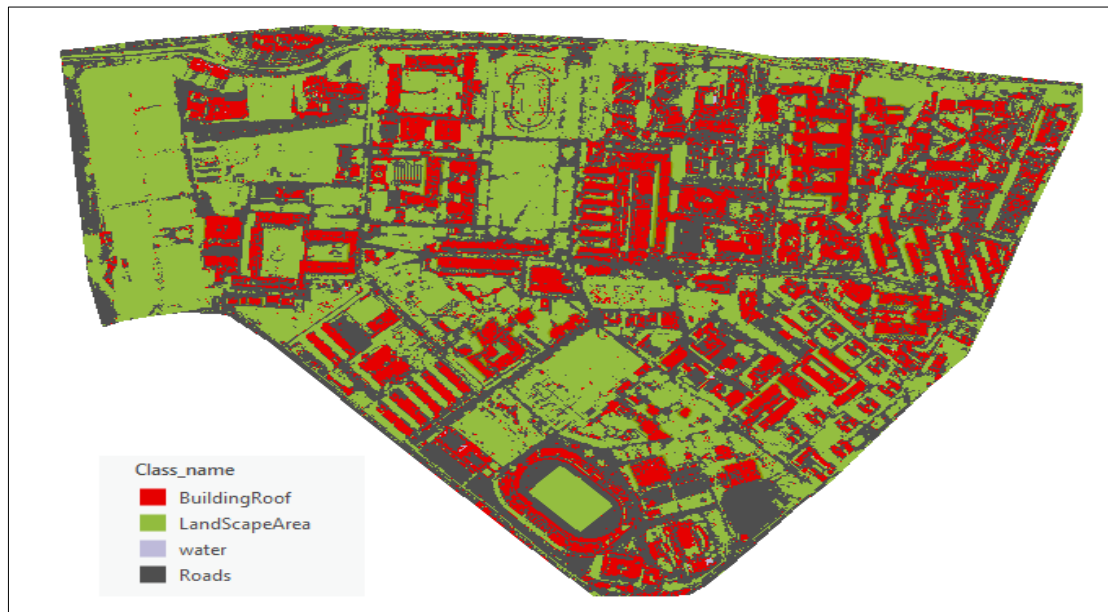 Class_name
BuildingRoof
LandScapeArea
water
Roads